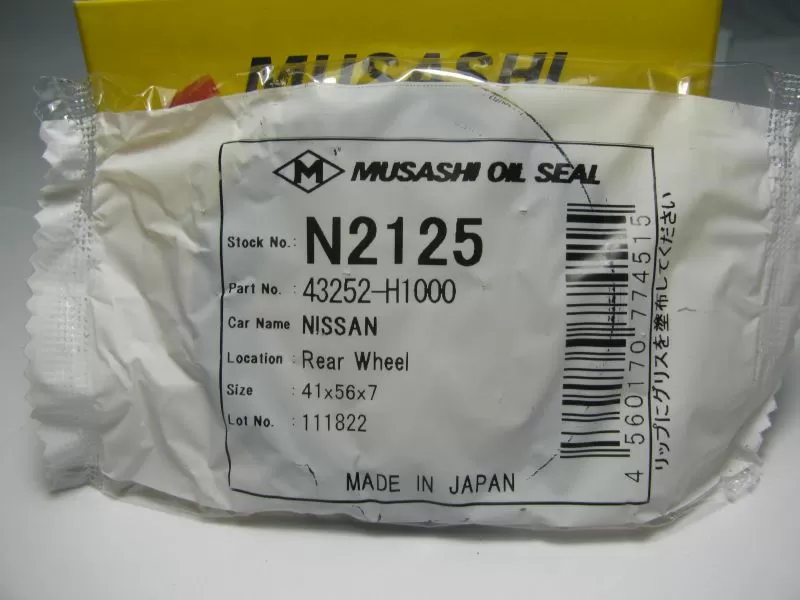 MUSASHI
M MUSASHI OIL SEAL
Stock No.: N2125
Part No. : 43252-H1000
Car Name : NISSAN
Location : Rear Wheel
Size : 41x56x7
Lot No. : 111822
MADE IN JAPAN
4 560170 774515
リップにグリスを塗布してください